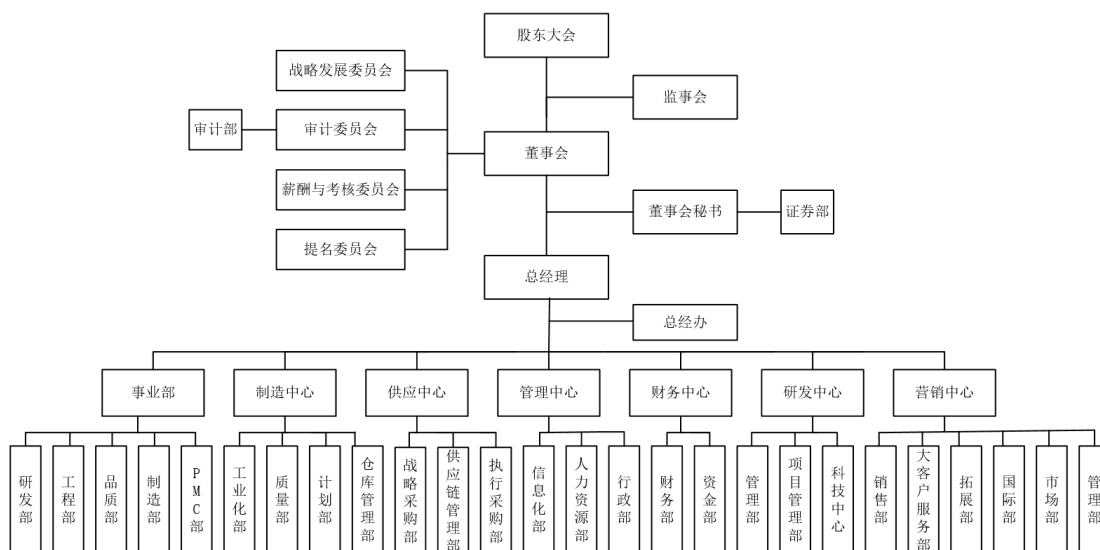 股东大会
战略发展委员会
监事会
审计部
审计委员会
董事会
薪酬与考核委员会
董事会秘书
证券部
提名委员会
总经理
总经办
事业部
制造中心
供应中心
管理中心
财务中心
研发中心
营销中心
研发部
工程部
品质部
制造部
PMC部
工业化部
质量部
计划部
仓库管理部
战略采购部
供应链管理部
执行采购部
信息化部
人力资源部
行政部
财务部
资金部
管理部
项目管理部
科技中心
销售部
大客户服务部
拓展部
国际部
市场部
管理部